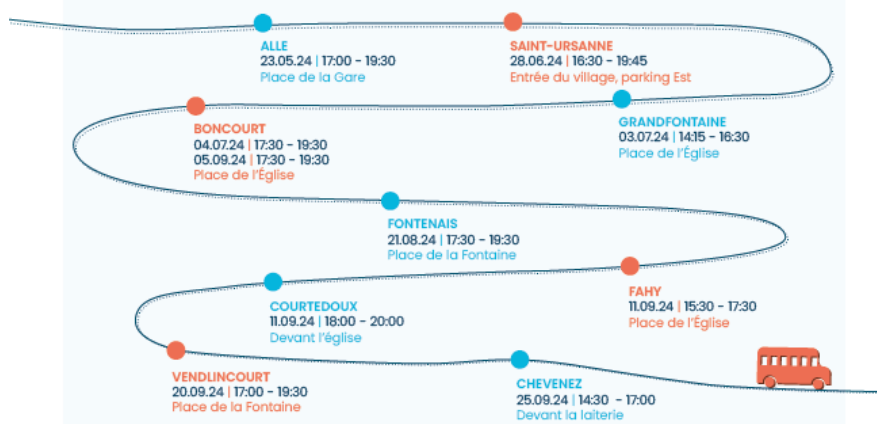 ALLE
23.05.24 | 17:00 - 19:30
Place de la Gare
SAINT-URSANNE
28.06.24 | 16:30 - 19:45
Entrée du village, parking Est
GRANDFONTAINE
03.07.24 | 14:15 - 16:30
Place de l'Église
BONCOURT
04.07.24 | 17:30 - 19:30
05.09.24 | 17:30 - 19:30
Place de l'Église
FONTENAIS
21.08.24 | 17:30 - 19:30
Place de la Fontaine
FAHY
11.09.24 | 15:30 - 17:30
Place de l'Église
COURTEDOUX
11.09.24 | 18:00 - 20:00
Devant l'église
VENDLINCOURT
20.09.24 | 17:00 - 19:30
Place de la Fontaine
CHEVENEZ
25.09.24 | 14:30 - 17:00
Devant la laiterie